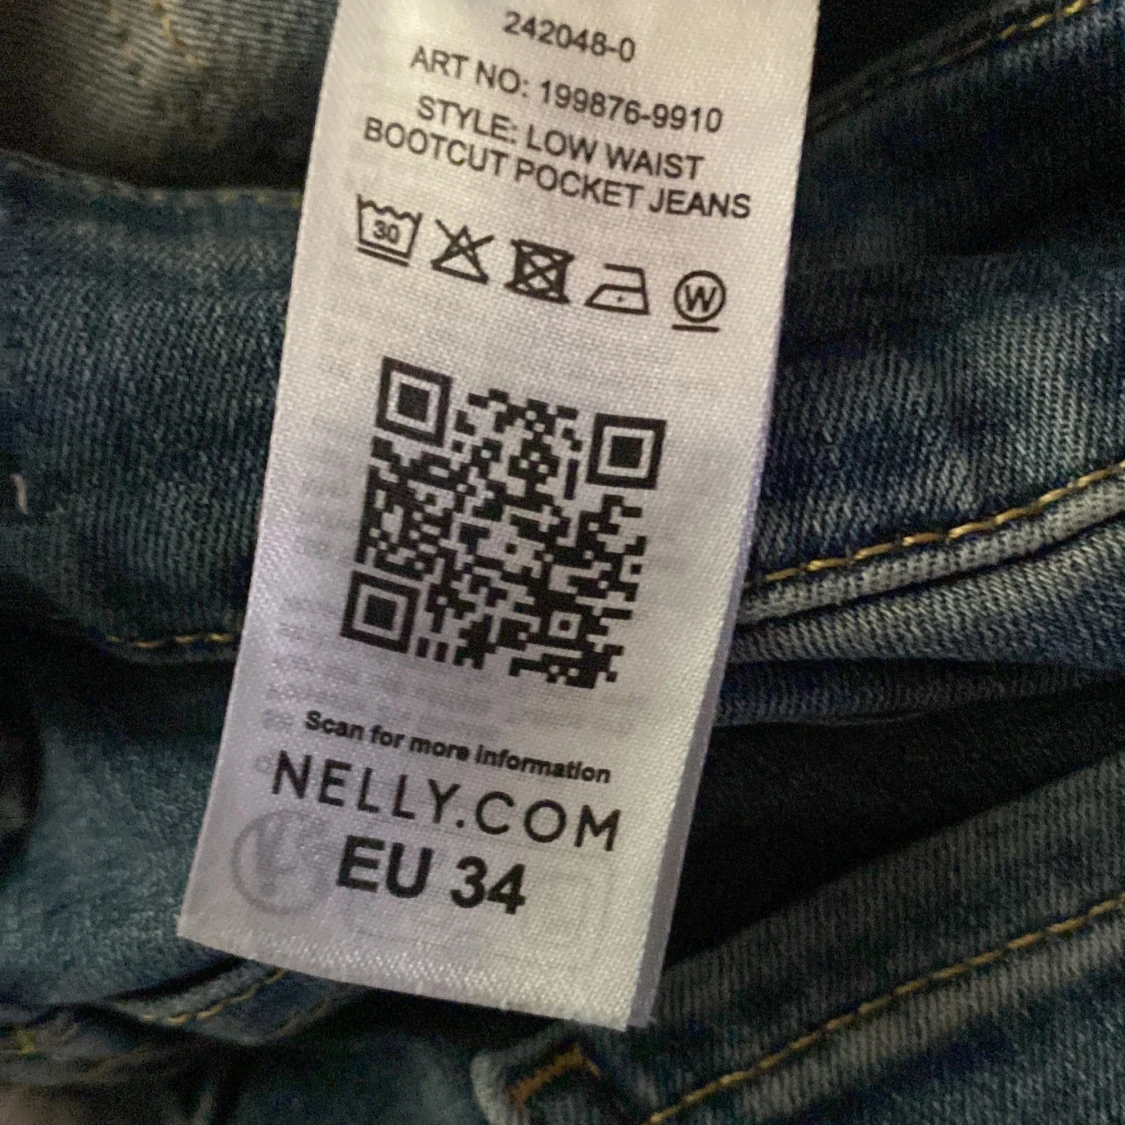 242048-0
ART NO: 199876-9910
STYLE: LOW WAIST
BOOTCUT POCKET JEANS
30
W
Scan for more information
NELLY.COM
EU 34